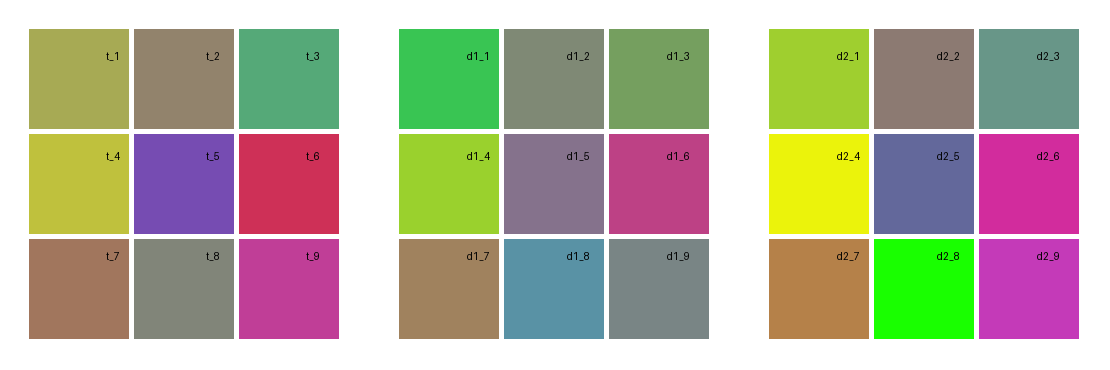 t_1 t_2 t_3 d1_1 d1_2 d1_3 d2_1 d2_2 d2_3
t_4 t_5 t_6 d1_4 d1_5 d1_6 d2_4 d2_5 d2_6
t_7 t_8 t_9 d1_7 d1_8 d1_9 d2_7 d2_8 d2_9